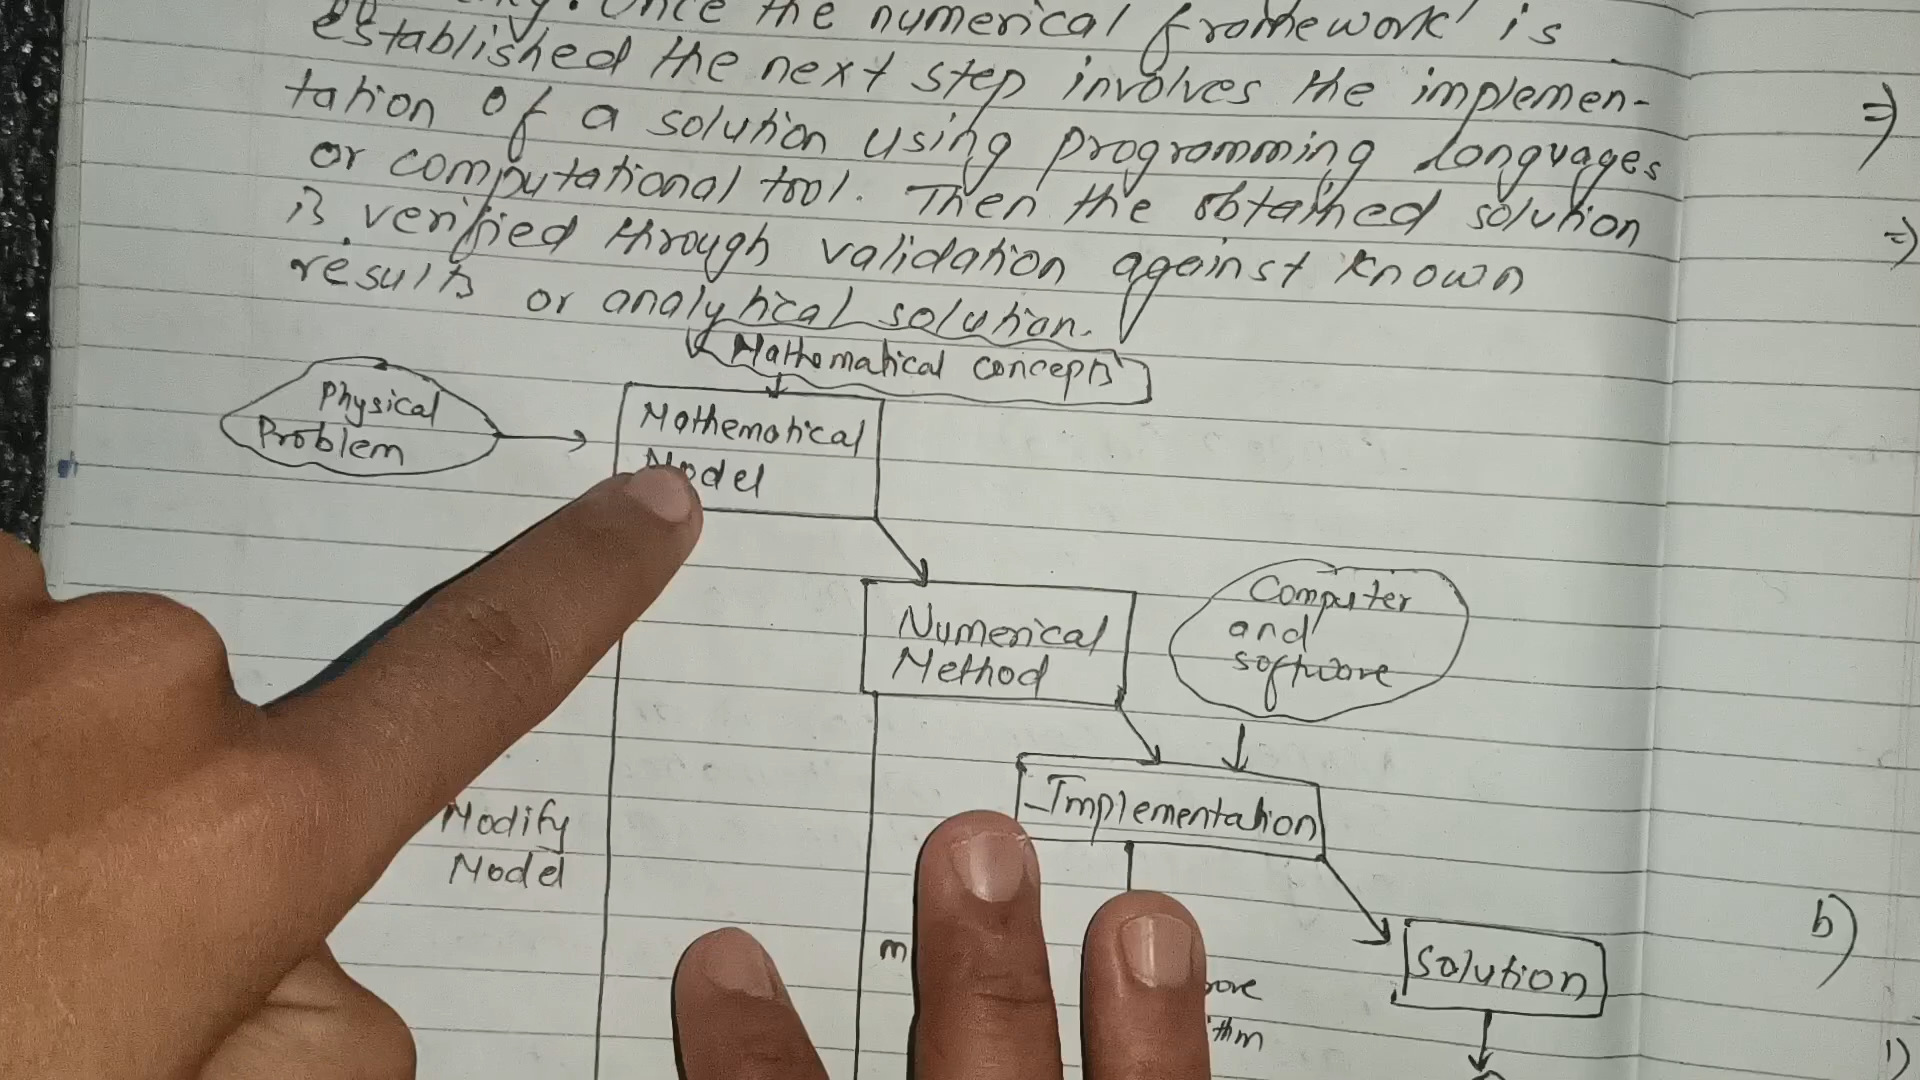 Once the numerical framework is
established the next step involves the implemen-
tation of a solution using programming languages
or computational tool. Then the obtained solution
is verified through validation against known
results or analytical solution.
Mathematical concepts
Physical
Problem
Mathematical
Model
Numerical
Method
Computer
and
software
Implementation
Modify
Model
Solution
=)
=)
b)
1)